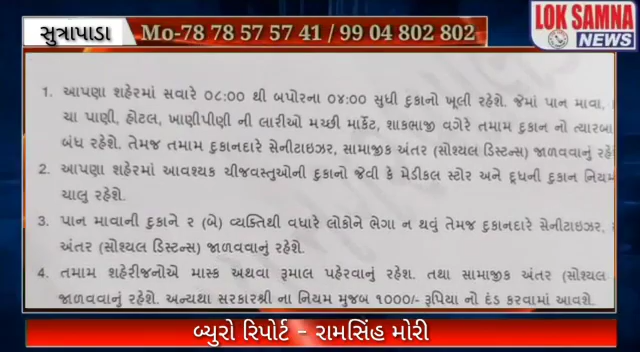 સુત્રાપાડા
Mo-78 78 57 57 41 / 99 04 802 802
LOK SAMNA
NEWS
1. આપણા શહેરમાં સવારે ૦૮:૦૦ થી બપોરના ૦૪:૦૦ સુધી દુકાનો ખૂલી રહેશે. જેમાં પાન માવા,
ચા પાણી, હોટલ, ખાણીપીણી ની લારીઓ મચ્છી માર્કેટ, શાકભાજી વગેરે તમામ દુકાન નો ત્યારબા
બંધ રહેશે. તેમજ તમામ દુકાનદારે સેનીટાઇઝર, સામાજીક અંતર (સોશ્યલ ડિસ્ટન્સ) જાળવવાનું રહે
2. આપણા શહેરમાં આવશ્યક ચીજવસ્તુઓની દુકાનો જેવી કે મેડીકલ સ્ટોર અને દૂધની દુકાન નિયમ
ચાલુ રહેશે.
3. પાન માવાની દુકાને ૨ (બે) વ્યક્તિથી વધારે લોકોને ભેગા ન થવું તેમજ દુકાનદારે સેનીટાઇઝર,
અંતર (સોશ્યલ ડિસ્ટન્સ) જાળવવાનું રહેશે.
4. તમામ શહેરીજનોએ માસ્ક અથવા રૂમાલ પહેરવાનું રહેશ. તથા સામાજીક અંતર (સોશ્યલ
જાળવવાનું રહેશે. અન્યથા સરકારશ્રી ના નિયમ મુજબ ૧૦૦૦/- રૂપિયા નો દંડ કરવામાં આવશે.
બ્યુરો રિપોર્ટ - રામસિંહ મોરી